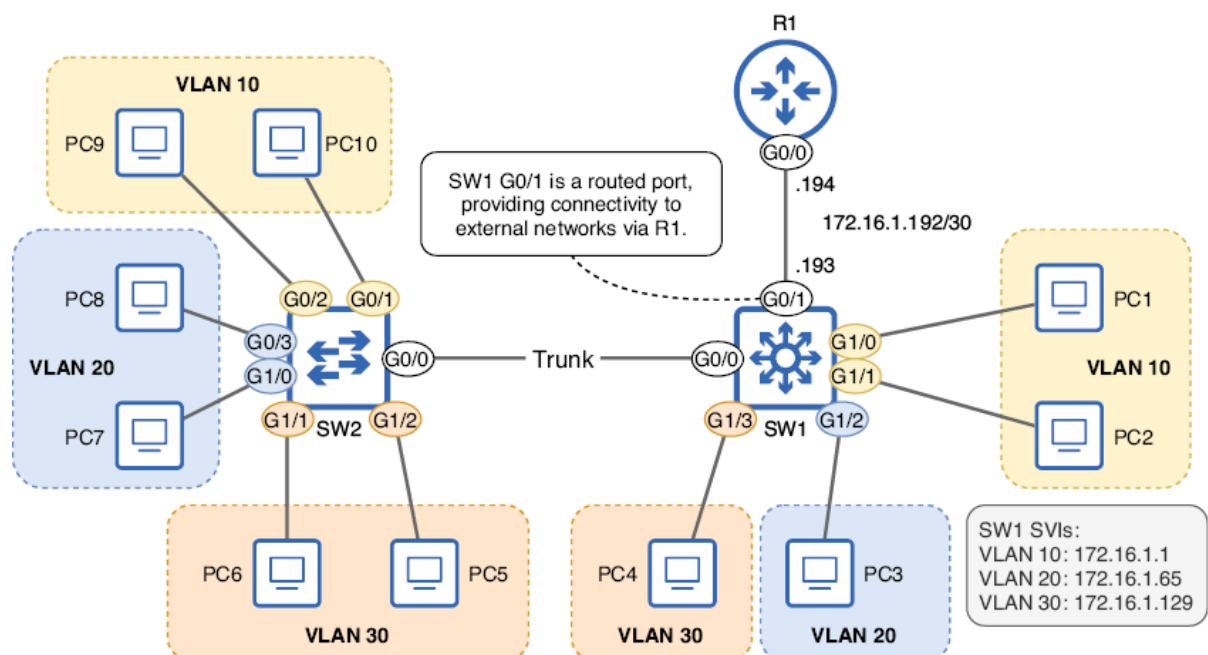 R1
VLAN 10
PC9
PC10
G0/0
SW1 G0/1 is a routed port,
providing connectivity to
external networks via R1.
.194
172.16.1.192/30
.193
PC8
G0/2
G0/1
G0/1
PC1
VLAN 20
G0/3
G1/0
G0/0
Trunk
G0/0
G1/0
G1/1
VLAN 10
PC7
G1/1
G1/2
SW2
G1/3
SW1
G1/2
PC2
PC6
PC5
VLAN 30
PC4
VLAN 30
PC3
VLAN 20
SW1 SVIs:
VLAN 10: 172.16.1.1
VLAN 20: 172.16.1.65
VLAN 30: 172.16.1.129